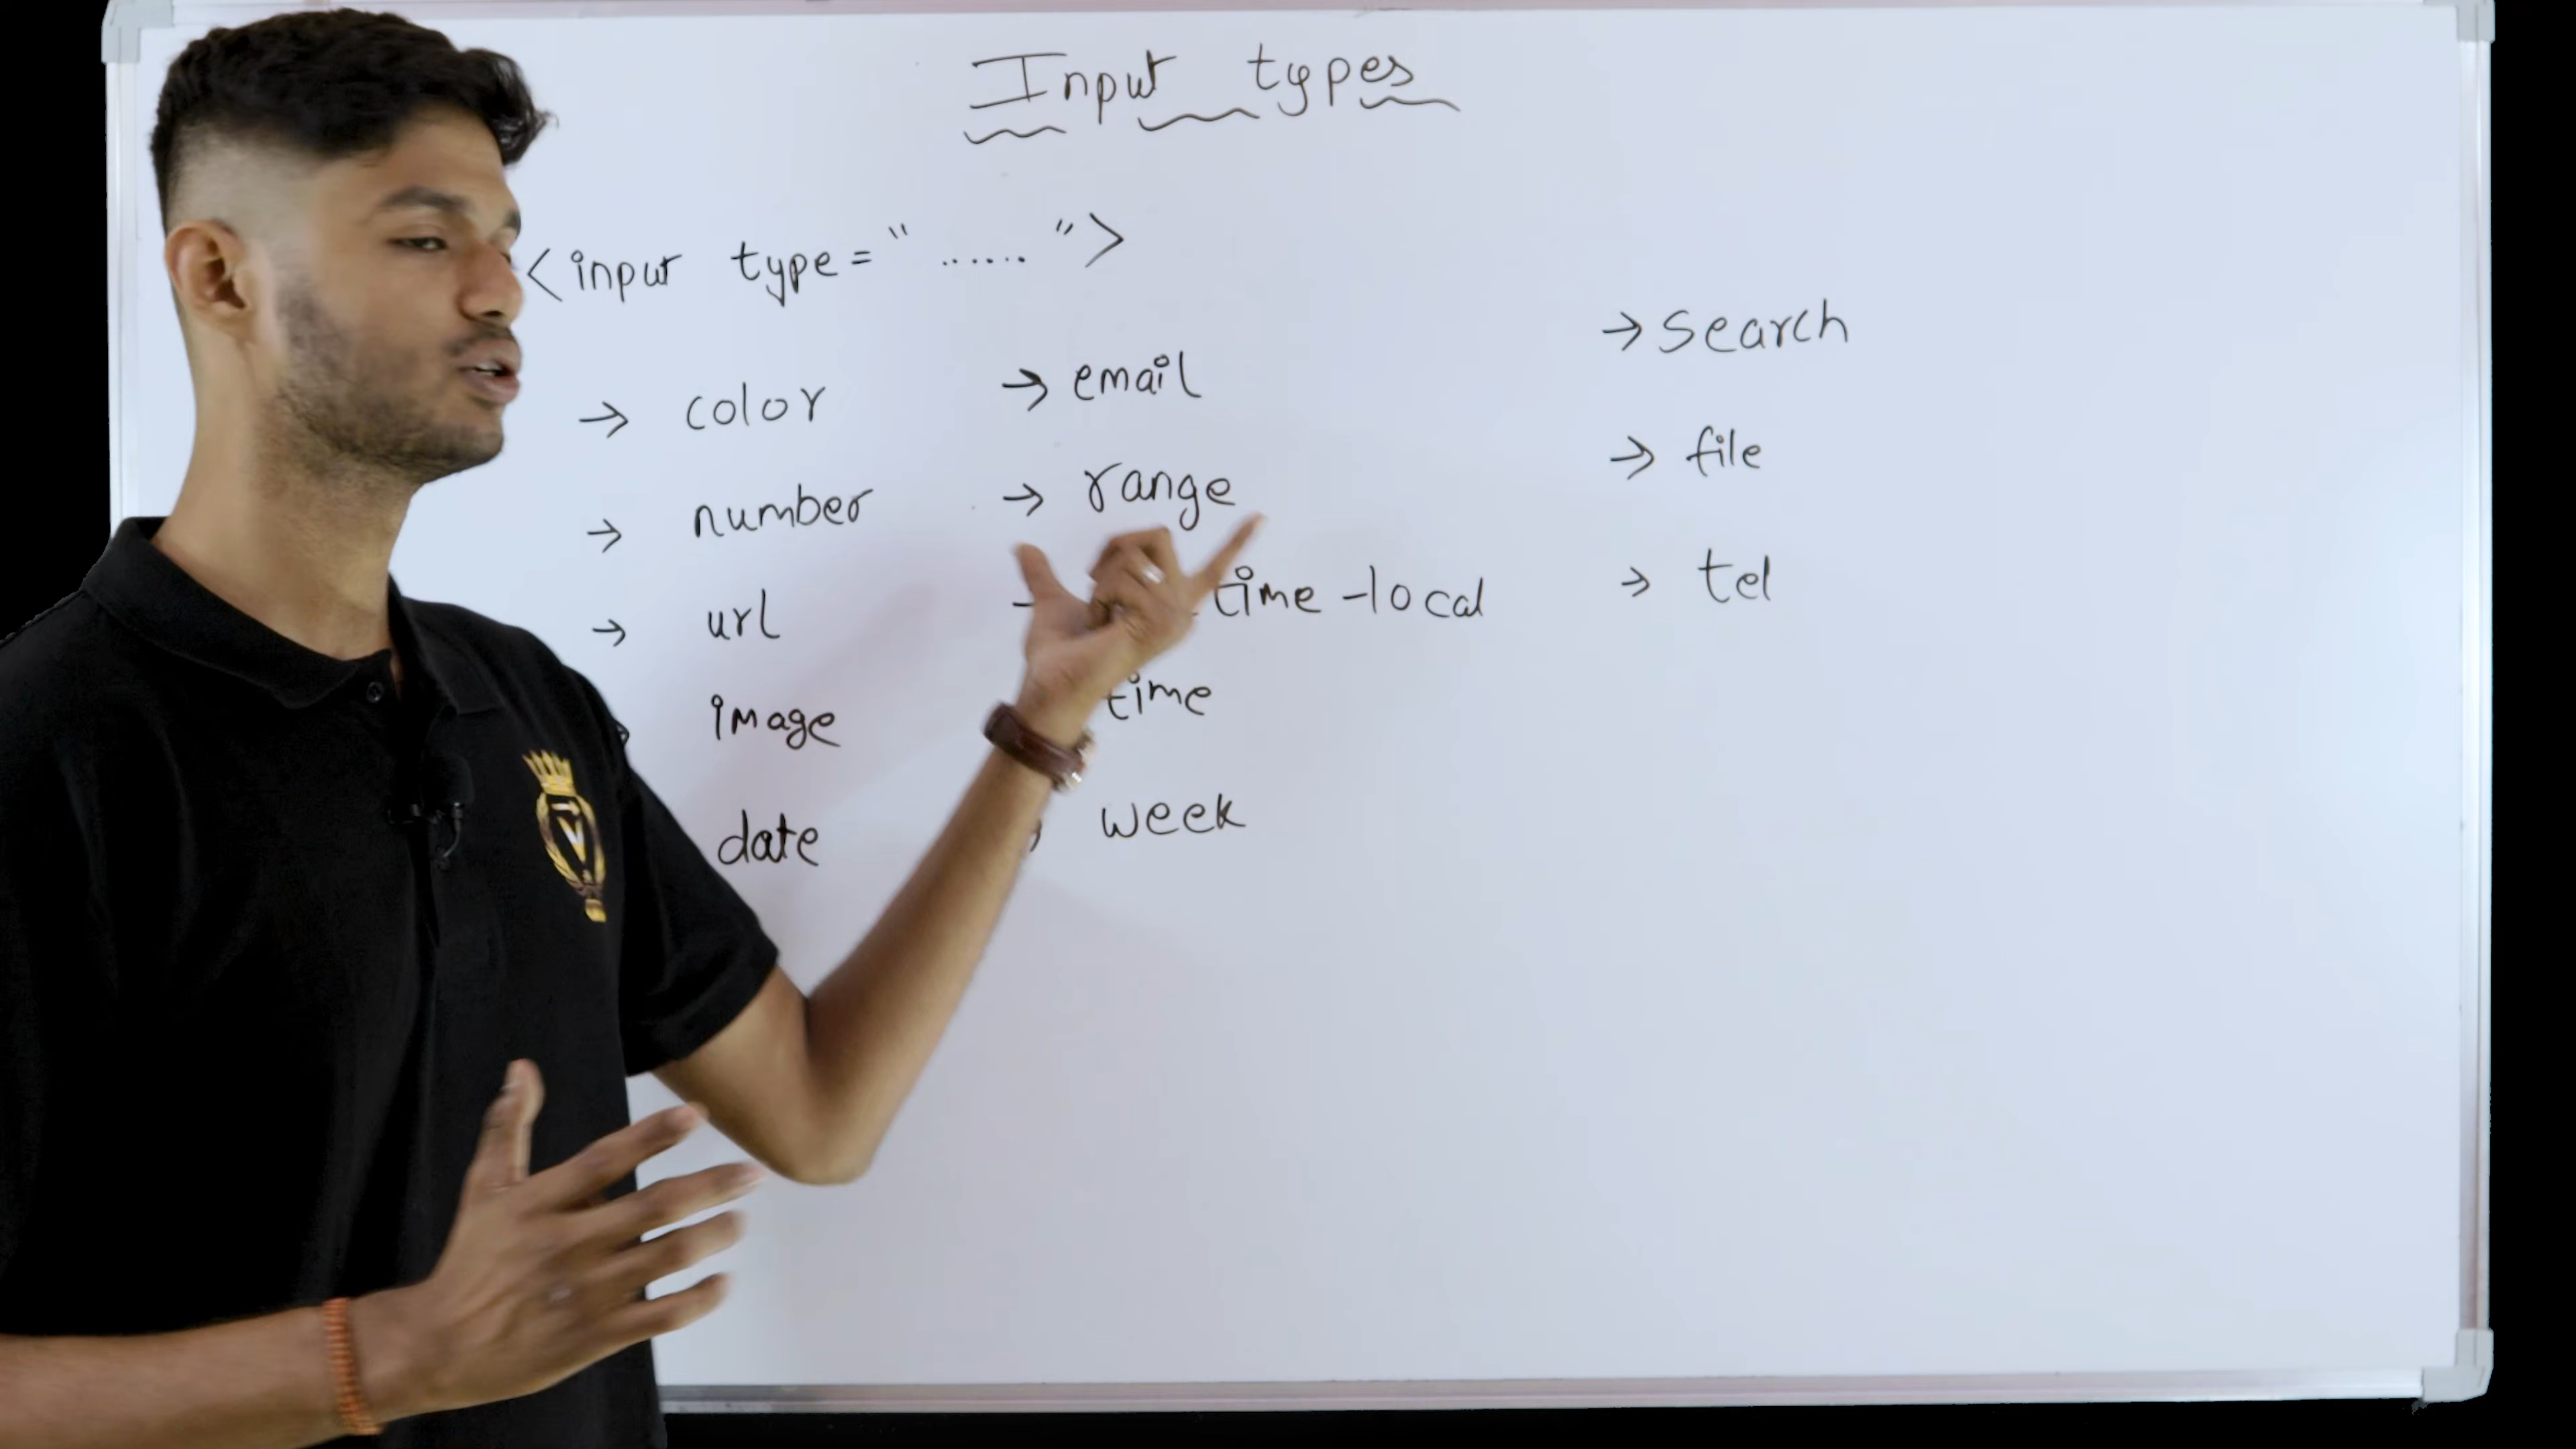 Input types
<input type = " ...... ">
→ color
→ number
→ url
image
date
→ email
→ range
time-local
time
week
→ search
→ file
→ tel
V